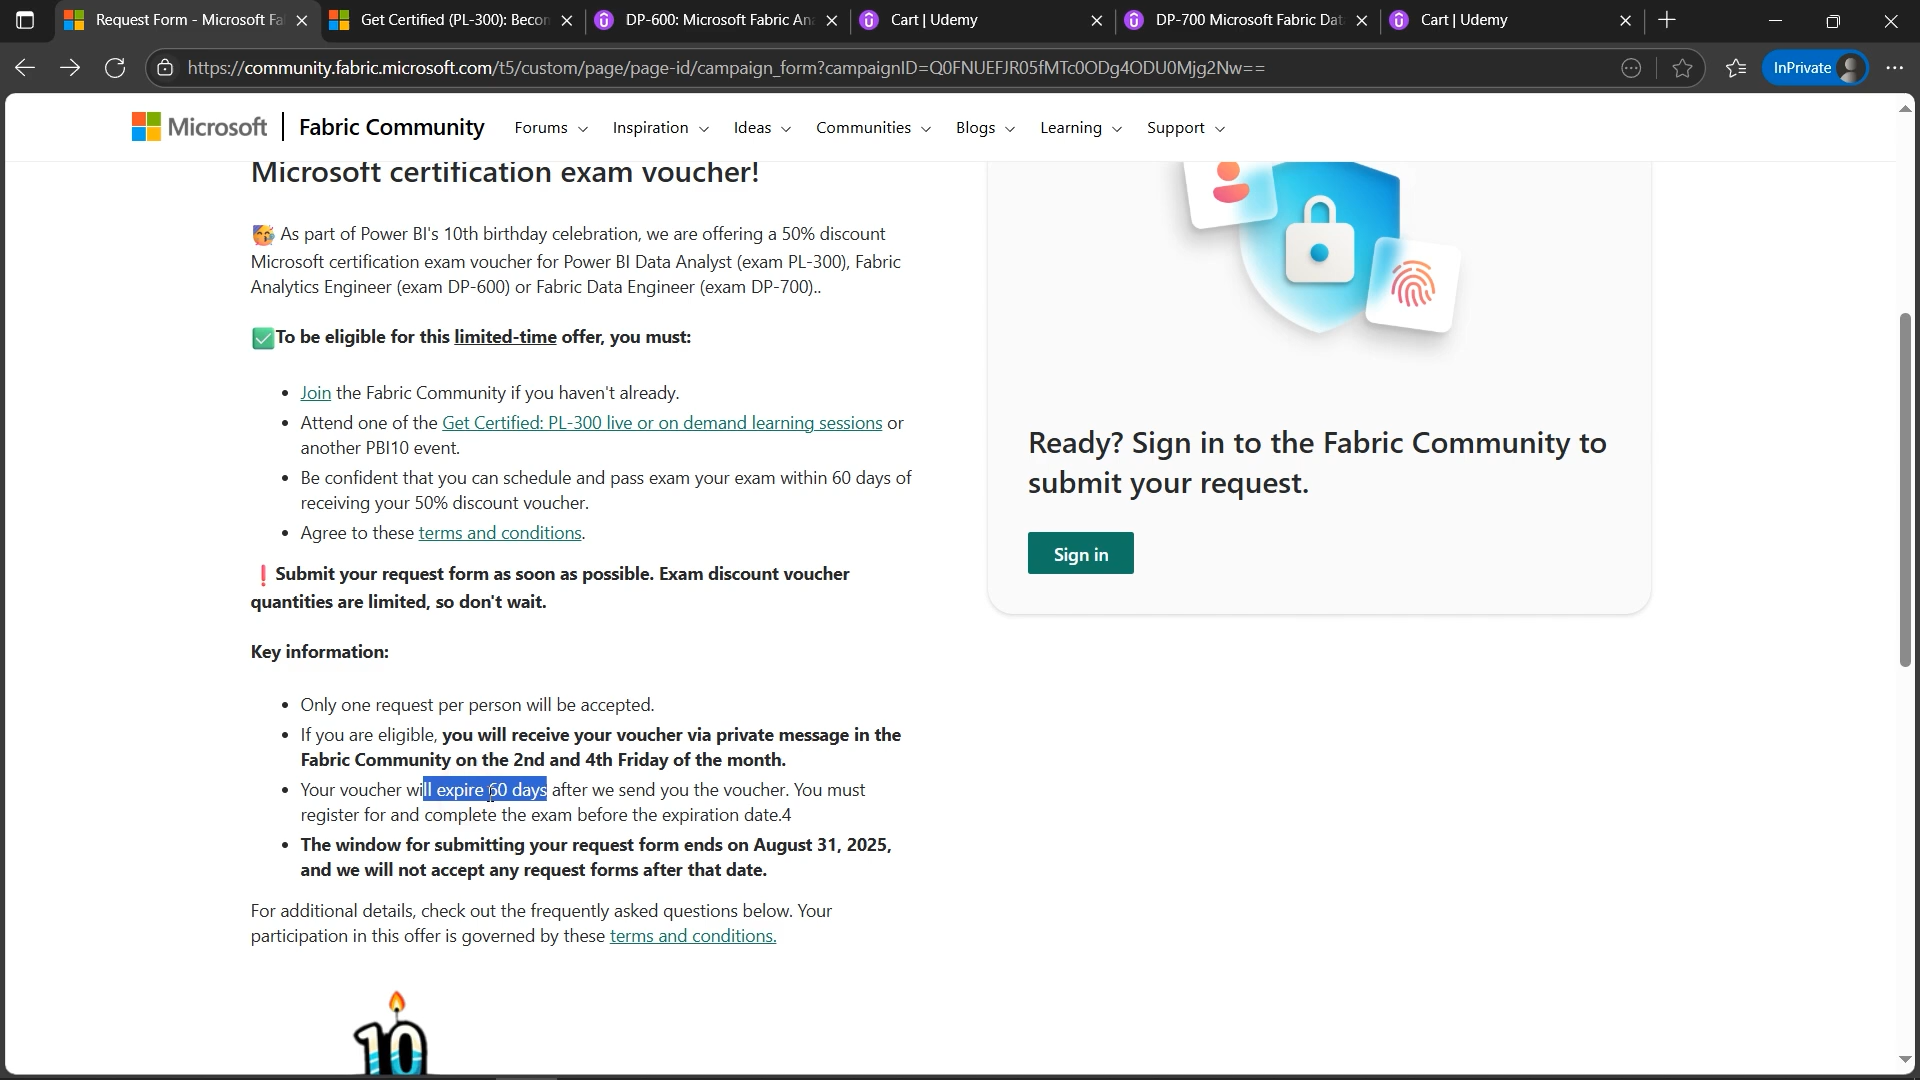 Request Form - Microsoft Fa
Get Certified (PL-300): Becom
DP-600: Microsoft Fabric An
Cart | Udemy
DP-700 Microsoft Fabric Dat
Cart | Udemy
https://community.fabric.microsoft.com/t5/custom/page/page-id/campaign_form?campaignID=Q0FNUEFJR05fMTc0ODg4ODU0Mjg2Nw==
InPrivate
Microsoft
Fabric Community
Forums
Inspiration
Ideas
Communities
Blogs
Learning
Support
Microsoft certification exam voucher!
🥳 As part of Power BI's 10th birthday celebration, we are offering a 50% discount
Microsoft certification exam voucher for Power BI Data Analyst (exam PL-300), Fabric
Analytics Engineer (exam DP-600) or Fabric Data Engineer (exam DP-700)..
✅To be eligible for this limited-time offer, you must:
• Join the Fabric Community if you haven't already.
• Attend one of the Get Certified: PL-300 live or on demand learning sessions or
another PBI10 event.
• Be confident that you can schedule and pass exam your exam within 60 days of
receiving your 50% discount voucher.
• Agree to these terms and conditions.
❗Submit your request form as soon as possible. Exam discount voucher
quantities are limited, so don't wait.
Key information:
• Only one request per person will be accepted.
• If you are eligible, you will receive your voucher via private message in the
Fabric Community on the 2nd and 4th Friday of the month.
• Your voucher will expire 60 days after we send you the voucher. You must
register for and complete the exam before the expiration date.4
• The window for submitting your request form ends on August 31, 2025,
and we will not accept any request forms after that date.
For additional details, check out the frequently asked questions below. Your
participation in this offer is governed by these terms and conditions.
10
Ready? Sign in to the Fabric Community to
submit your request.
Sign in